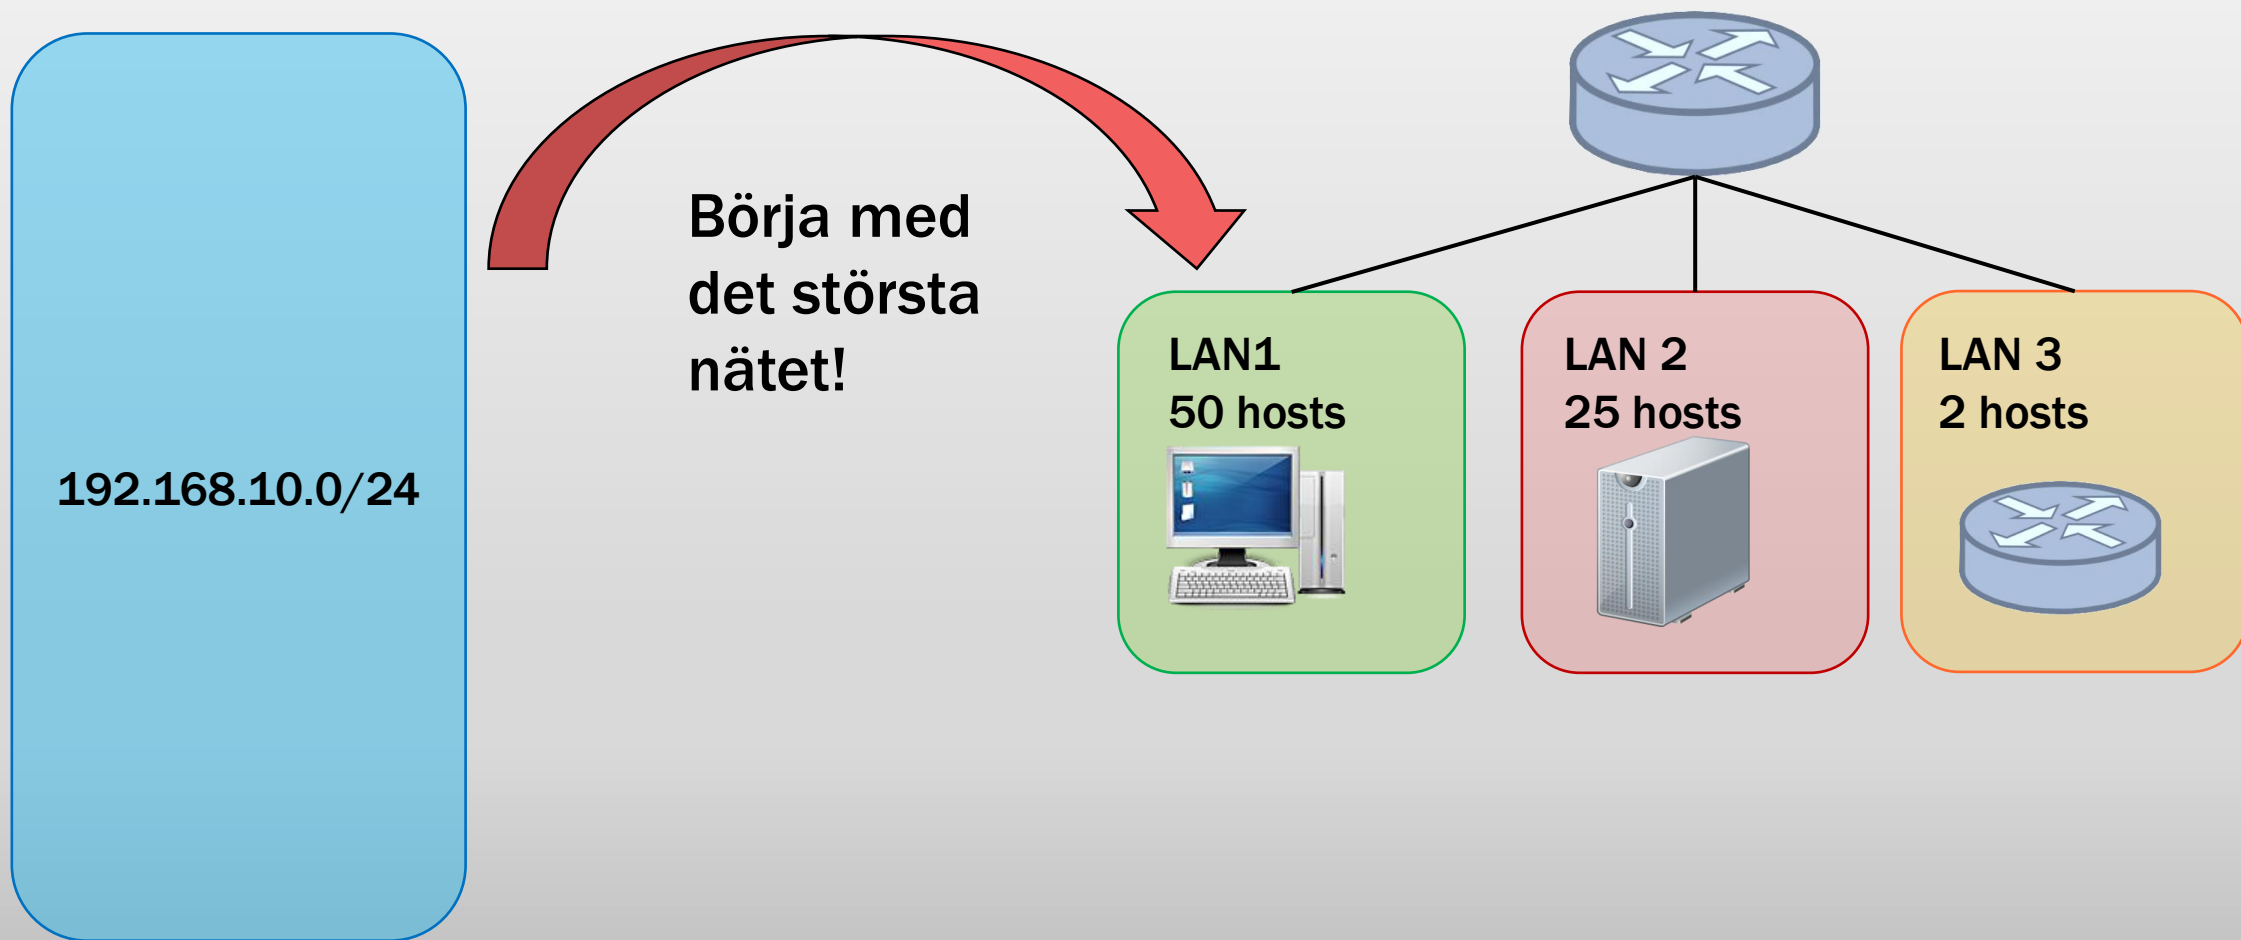 192.168.10.0/24
Börja med
det största
nätet!
LAN1
50 hosts
LAN 2
25 hosts
LAN 3
2 hosts